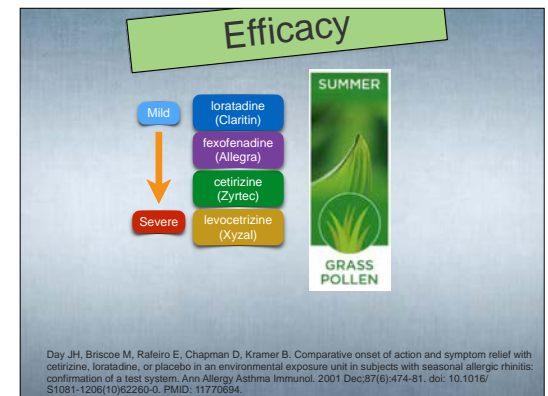 Efficacy
Mild
loratadine
(Claritin)
fexofenadine
(Allegra)
cetirizine
(Zyrtec)
Severe
levocetrizine
(Xyzal)
SUMMER
GRASS
POLLEN
Day JH, Briscoe M, Rafeiro E, Chapman D, Kramer B. Comparative onset of action and symptom relief with
cetirizine, loratadine, or placebo in an environmental exposure unit in subjects with seasonal allergic rhinitis:
confirmation of a test system. Ann Allergy Asthma Immunol. 2001 Dec;87(6):474-81. doi: 10.1016/
S1081-1206(10)62260-0. PMID: 11770694.